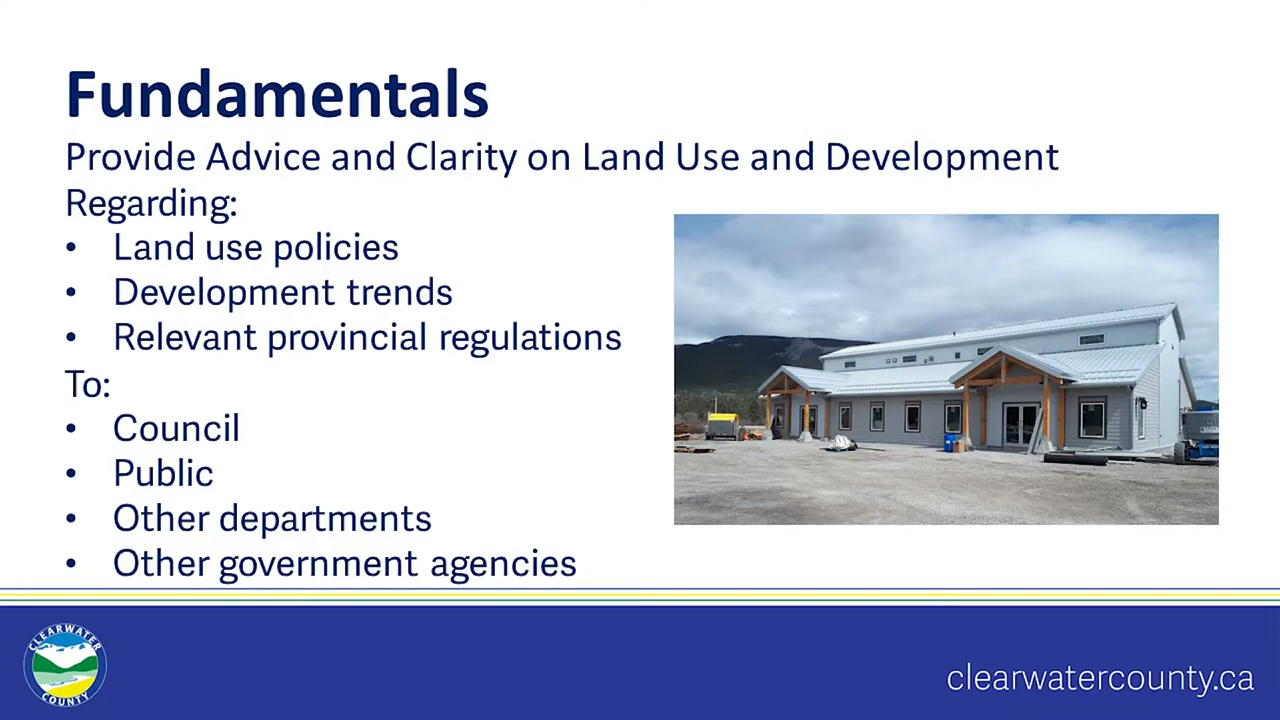 Fundamentals
Provide Advice and Clarity on Land Use and Development
Regarding:
• Land use policies
• Development trends
• Relevant provincial regulations
To:
• Council
• Public
• Other departments
• Other government agencies
CLEARWATER
COUNTY
clearwatercounty.ca